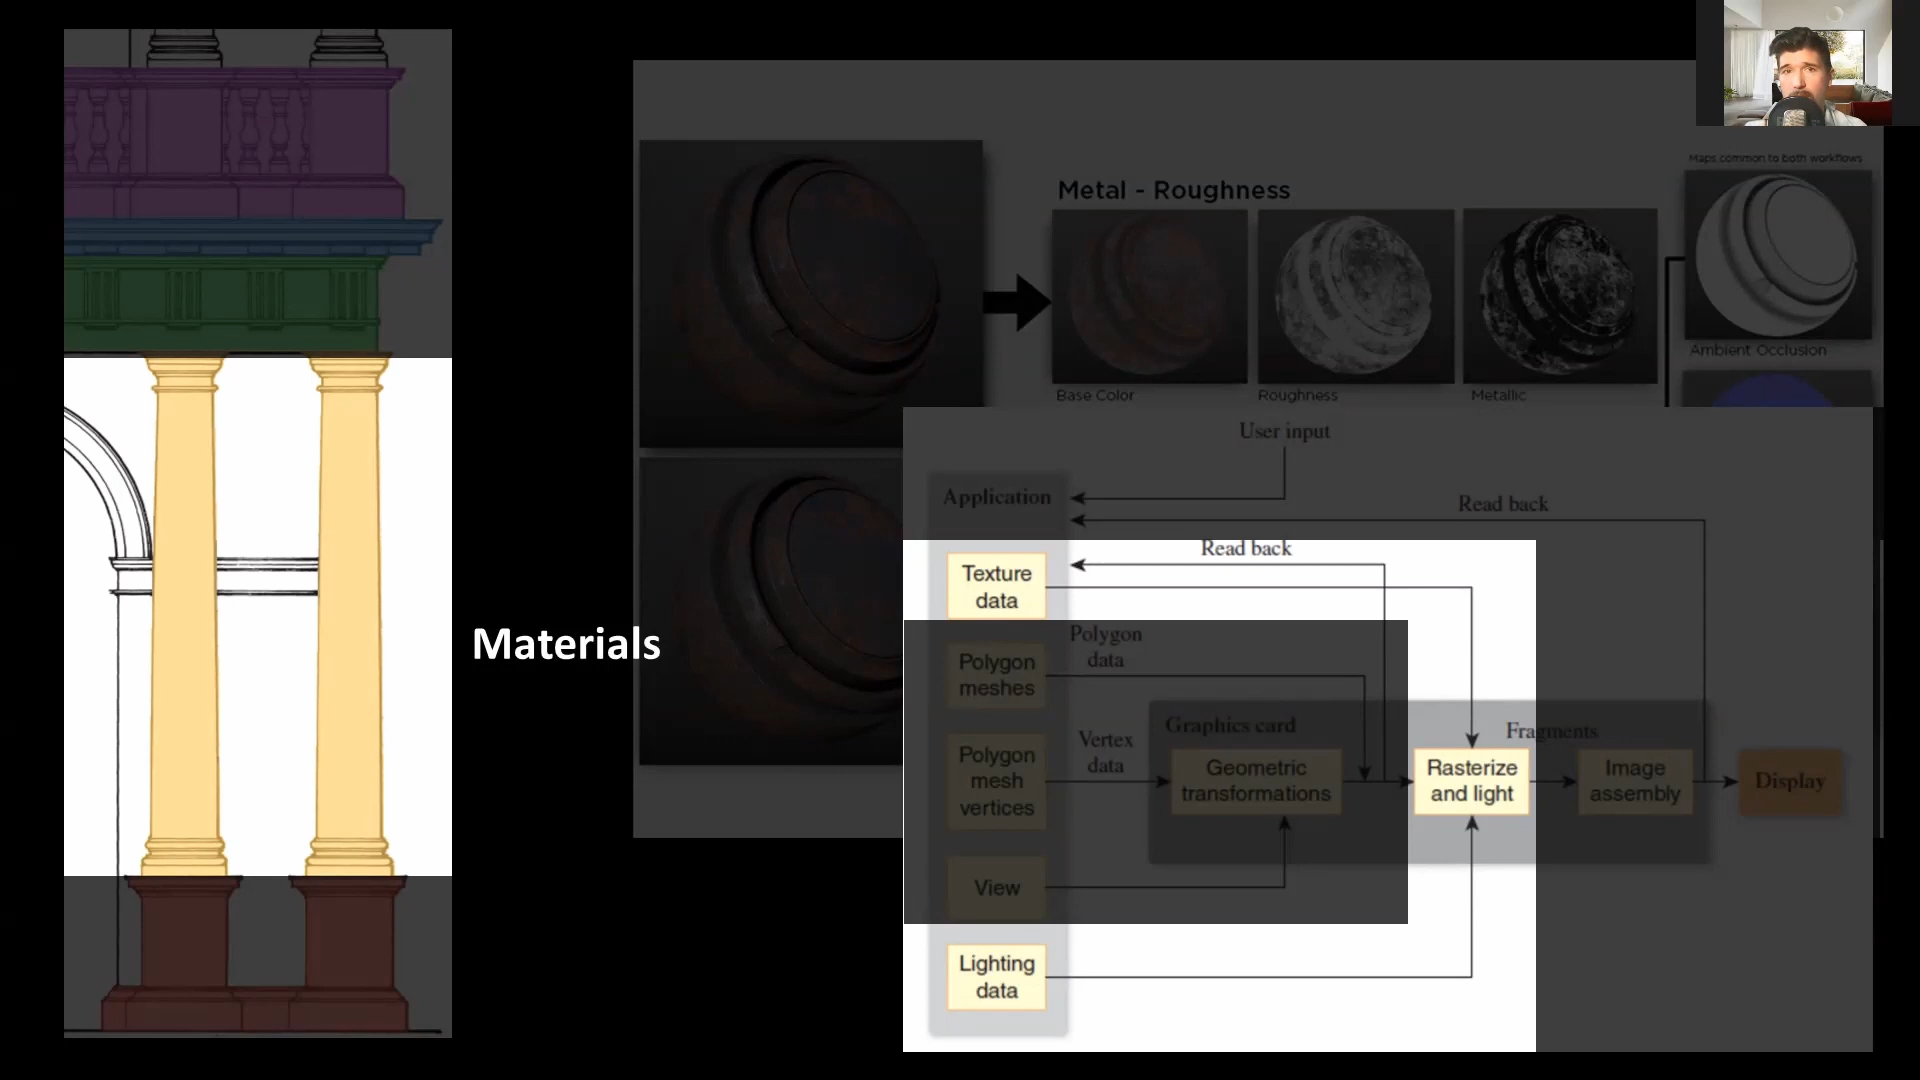 Materials
Metal - Roughness
Base Color
Roughness
Metallic
Maps common to both workflows
Ambient Occlusion
User input
Application
Read back
Read back
Texture
data
Polygon
meshes
Polygon
data
Polygon
mesh
vertices
Vertex
data
Graphics card
Geometric
transformations
Rasterize
and light
Fragments
Image
assembly
Display
View
Lighting
data